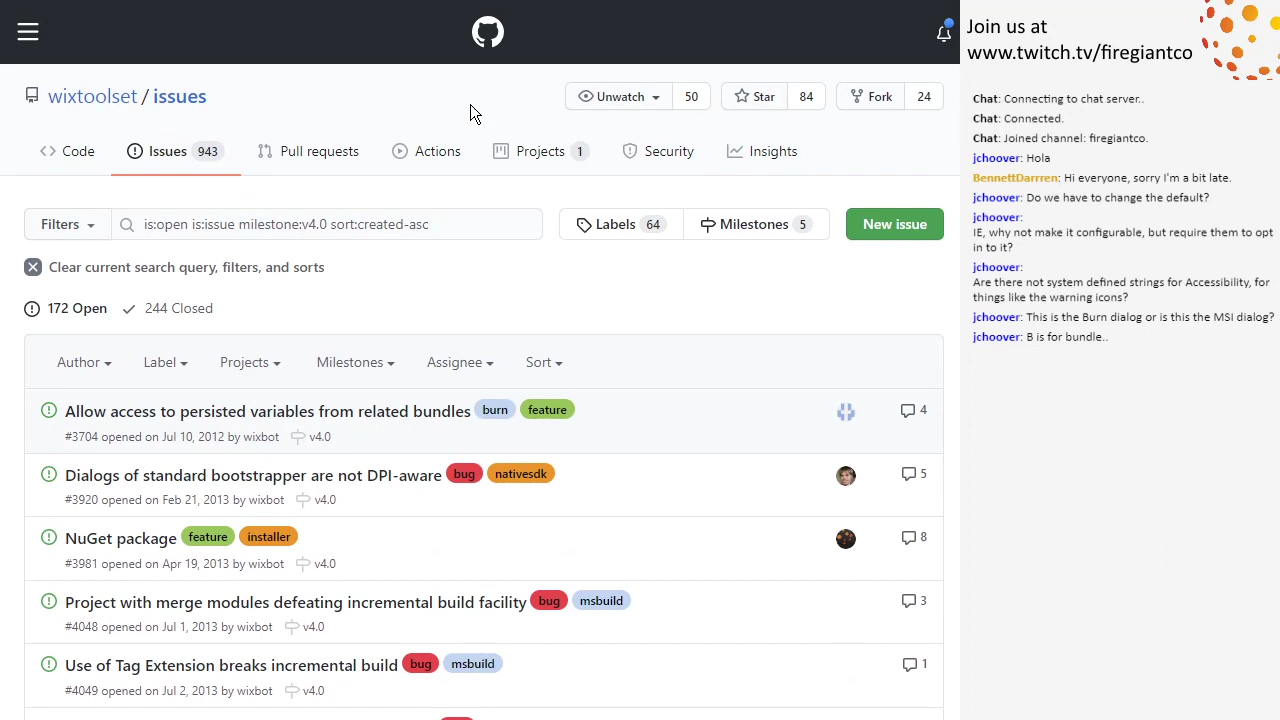 Join us at
www.twitch.tv/firegiantco
wixtoolset / issues
Unwatch 50 Star 84 Fork 24
Code Issues 943 Pull requests Actions Projects 1 Security Insights
Filters is:open is:issue milestone:v4.0 sort:created-asc Labels 64 Milestones 5 New issue
Clear current search query, filters, and sorts
172 Open 244 Closed
Author Label Projects Milestones Assignee Sort
Allow access to persisted variables from related bundles burn feature 4
#3704 opened on Jul 10, 2012 by wixbot v4.0
Dialogs of standard bootstrapper are not DPI-aware bug nativesdk 5
#3920 opened on Feb 21, 2013 by wixbot v4.0
NuGet package feature installer 8
#3981 opened on Apr 19, 2013 by wixbot v4.0
Project with merge modules defeating incremental build facility bug msbuild 3
#4048 opened on Jul 1, 2013 by wixbot v4.0
Use of Tag Extension breaks incremental build bug msbuild 1
#4049 opened on Jul 2, 2013 by wixbot v4.0
Chat: Connecting to chat server..
Chat: Connected.
Chat: Joined channel: firegiantco.
jchoover: Hola
BennettDarrren: Hi everyone, sorry I'm a bit late.
jchoover: Do we have to change the default?
jchoover:
IE, why not make it configurable, but require them to opt
in to it?
jchoover:
Are there not system defined strings for Accessibility, for
things like the warning icons?
jchoover: This is the Burn dialog or is this the MSI dialog?
jchoover: B is for bundle..